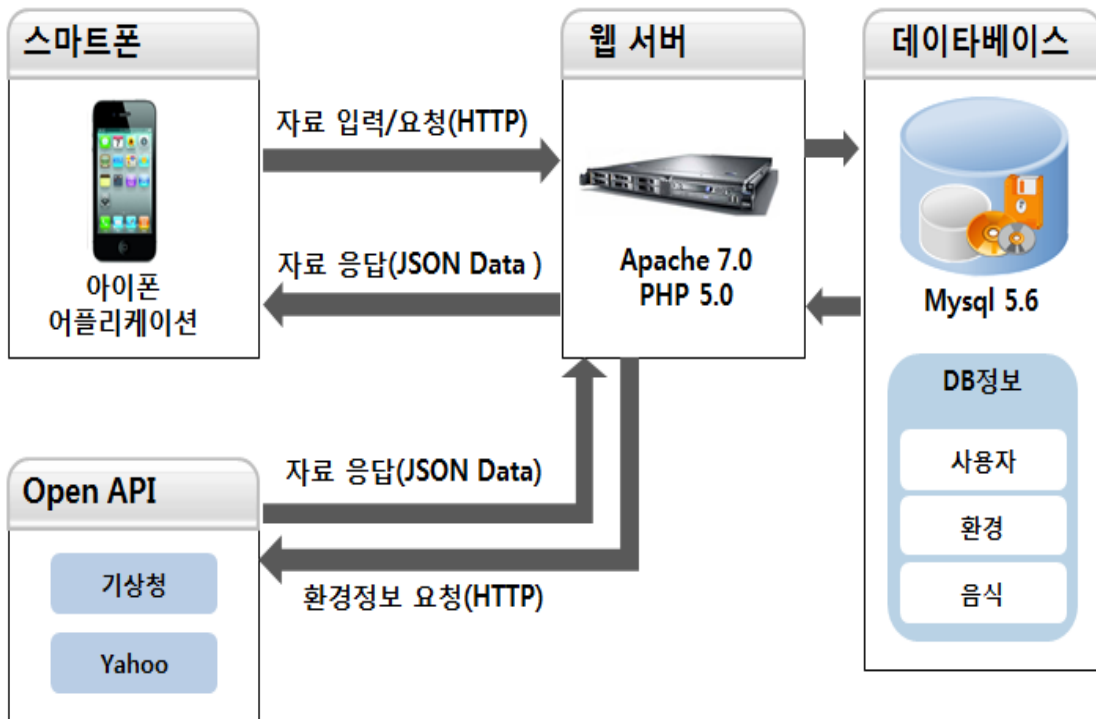 스마트폰
아이폰
어플리케이션
자료 입력/요청(HTTP)
자료 응답(JSON Data )
웹 서버
Apache 7.0
PHP 5.0
데이타베이스
Mysql 5.6
DB정보
사용자
환경
음식
Open API
기상청
Yahoo
자료 응답(JSON Data)
환경정보 요청(HTTP)